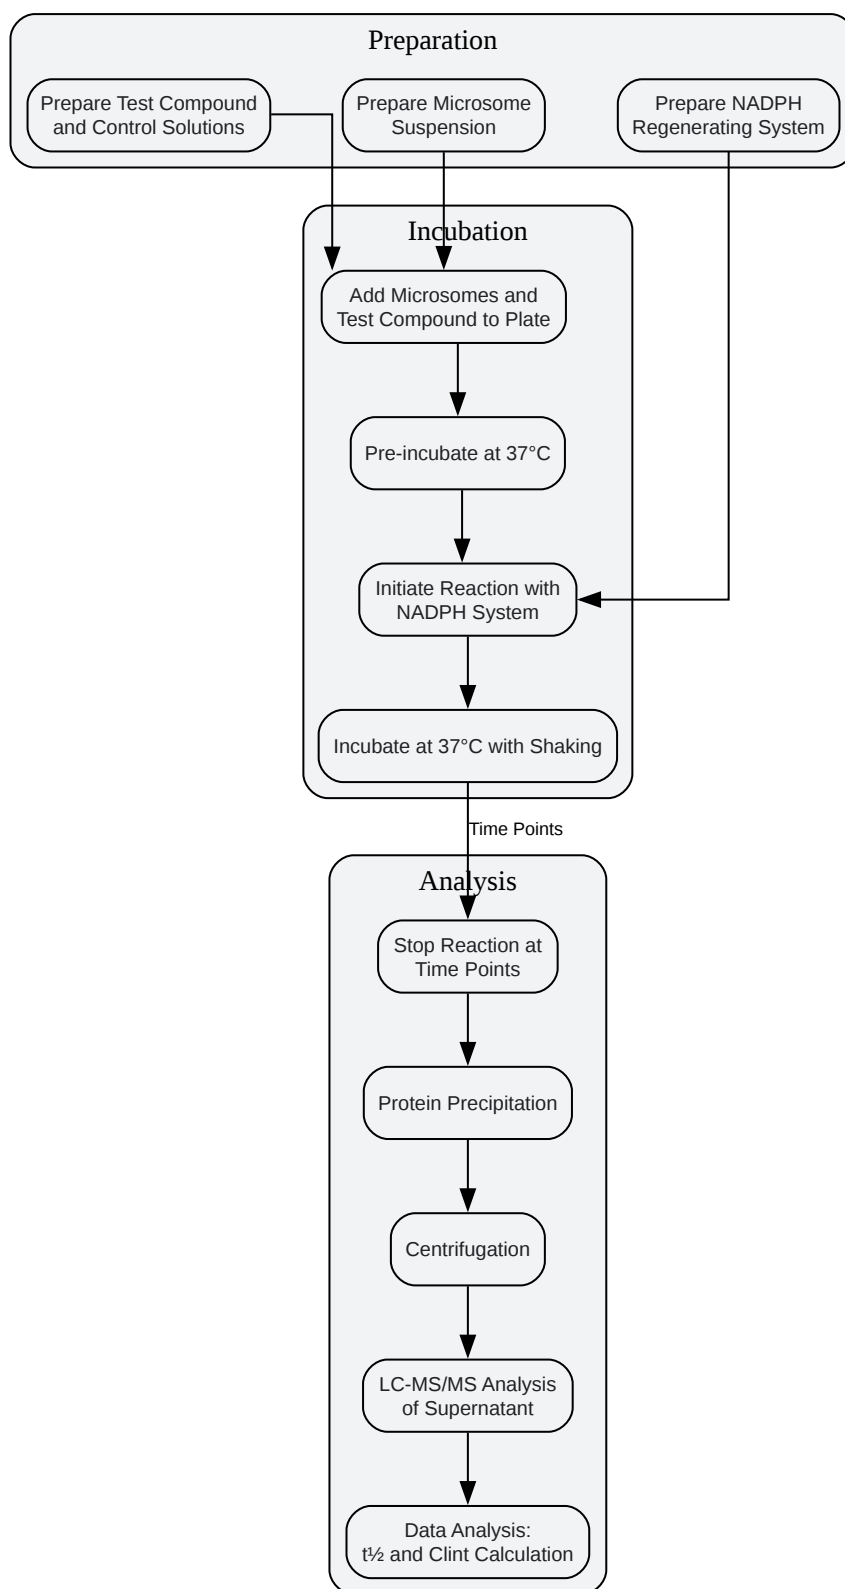 Preparation
Prepare Test Compound
and Control Solutions
Prepare Microsome
Suspension
Prepare NADPH
Regenerating System
Incubation
Add Microsomes and
Test Compound to Plate
Pre-incubate at 37°C
Initiate Reaction with
NADPH System
Incubate at 37°C with Shaking
Time Points
Analysis
Stop Reaction at
Time Points
Protein Precipitation
Centrifugation
LC-MS/MS Analysis
of Supernatant
Data Analysis:
t½ and Clint Calculation